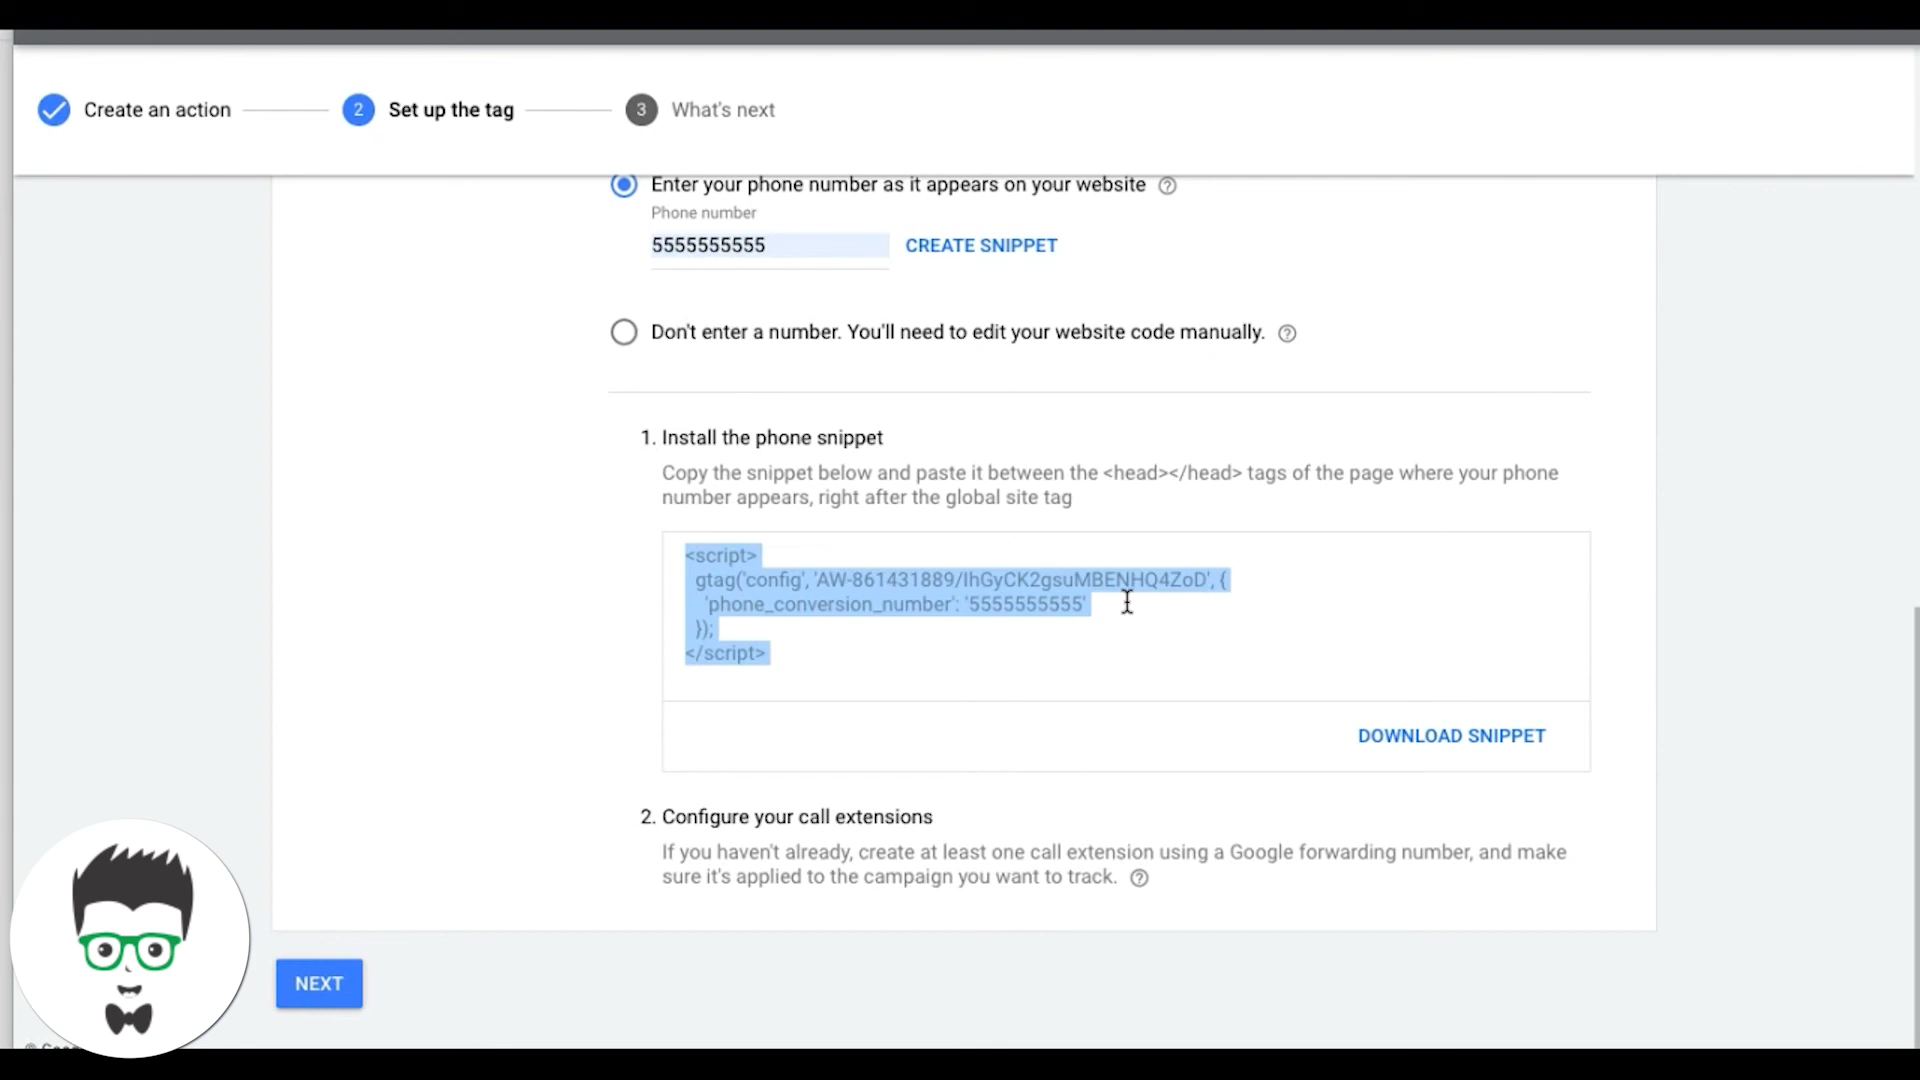 Create an action
2 Set up the tag
3 What's next
Enter your phone number as it appears on your website
Phone number
5555555555 CREATE SNIPPET
Don't enter a number. You'll need to edit your website code manually.
1. Install the phone snippet
Copy the snippet below and paste it between the <head></head> tags of the page where your phone
number appears, right after the global site tag
<script>
gtag('config', 'AW-861431889/IhGyCK2gsuMBENHQ4ZoD', {
'phone_conversion_number': '5555555555'
});
</script>
DOWNLOAD SNIPPET
2. Configure your call extensions
If you haven't already, create at least one call extension using a Google forwarding number, and make
sure it's applied to the campaign you want to track.
NEXT